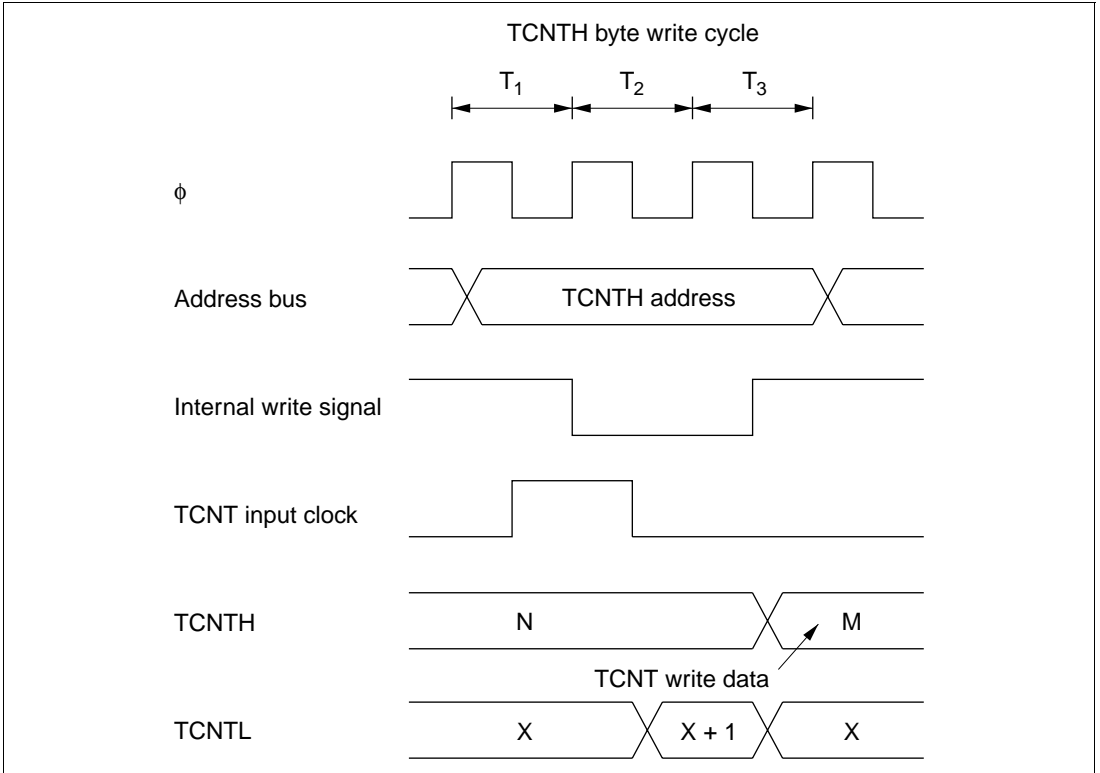 TCNTH byte write cycle
T₁ T₂ T₃
φ
Address bus TCNTH address
Internal write signal
TCNT input clock
TCNTH N M
TCNT write data
TCNTL X X + 1 X